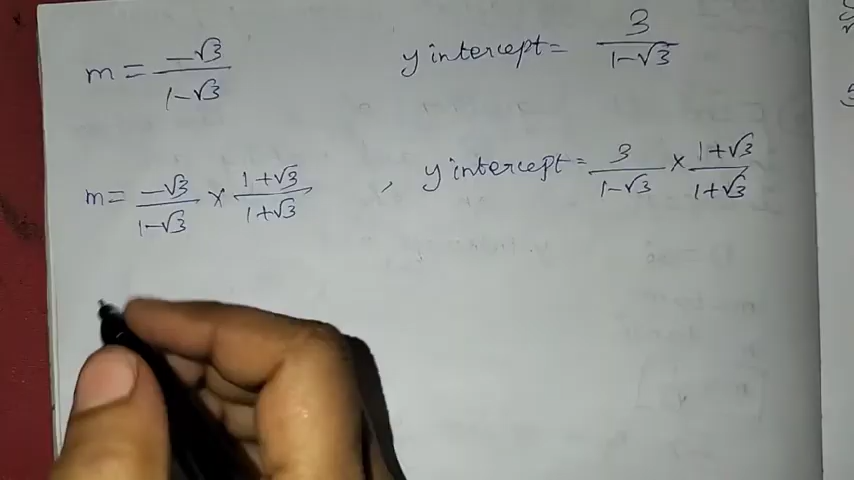 m = -√3 / 1-√3 y intercept = 3 / 1-√3
m = -√3 / 1-√3 × 1+√3 / 1+√3 , y intercept = 3 / 1-√3 × 1+√3 / 1+√3